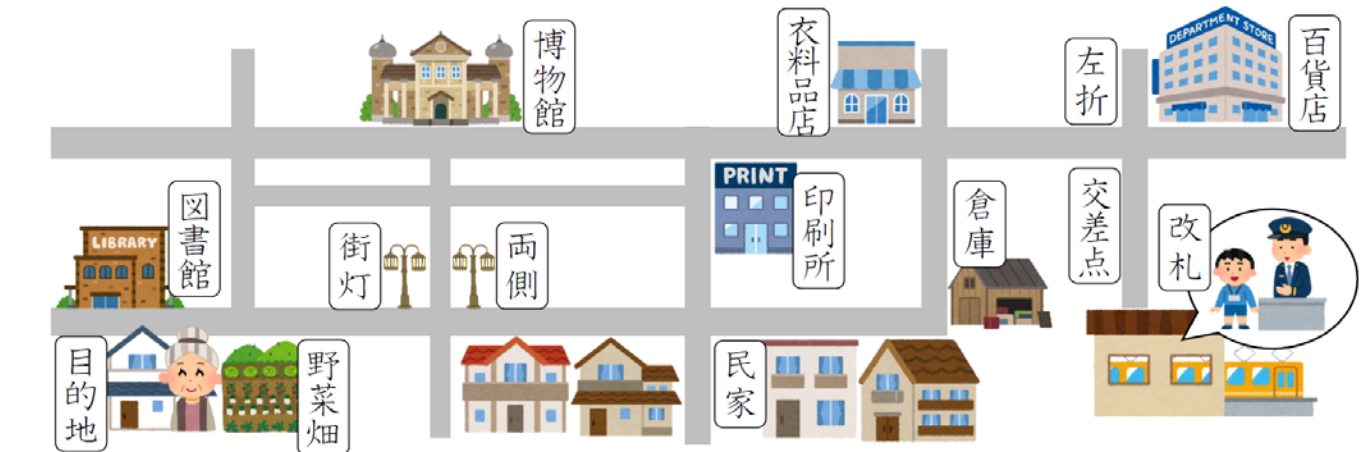 博物館
衣料品店
左折
DEPARTMENT STORE
百貨店
図書館
LIBRARY
街灯
両側
PRINT
印刷所
倉庫
交差点
改札
目的地
野菜畑
民家